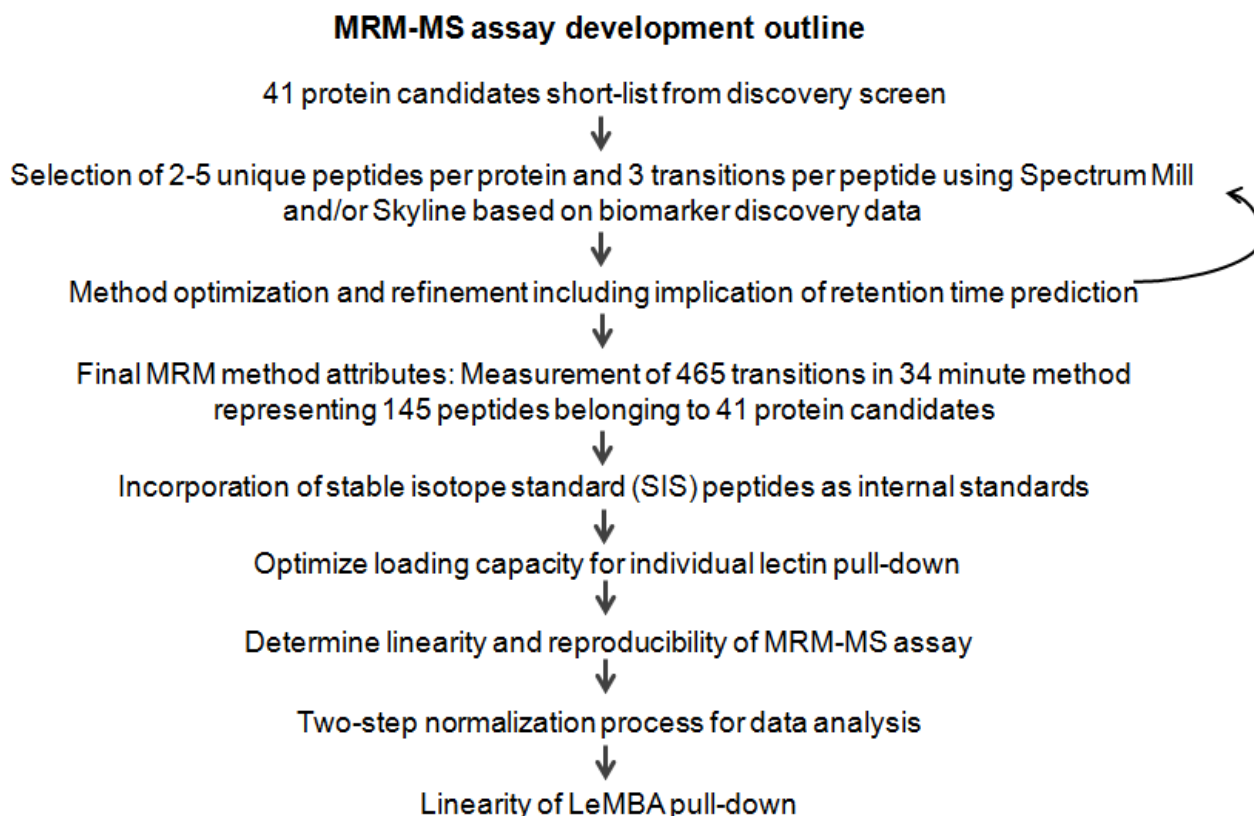 MRM-MS assay development outline
41 protein candidates short-list from discovery screen
Selection of 2-5 unique peptides per protein and 3 transitions per peptide using Spectrum Mill
and/or Skyline based on biomarker discovery data
Method optimization and refinement including implication of retention time prediction
Final MRM method attributes: Measurement of 465 transitions in 34 minute method
representing 145 peptides belonging to 41 protein candidates
Incorporation of stable isotope standard (SIS) peptides as internal standards
Optimize loading capacity for individual lectin pull-down
Determine linearity and reproducibility of MRM-MS assay
Two-step normalization process for data analysis
Linearity of LeMBA pull-down